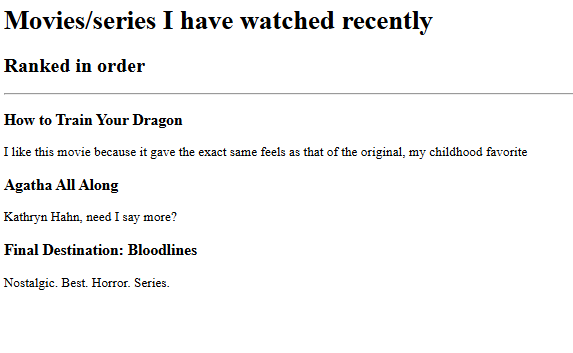 Movies/series I have watched recently
Ranked in order
How to Train Your Dragon
I like this movie because it gave the exact same feels as that of the original, my childhood favorite
Agatha All Along
Kathryn Hahn, need I say more?
Final Destination: Bloodlines
Nostalgic. Best. Horror. Series.